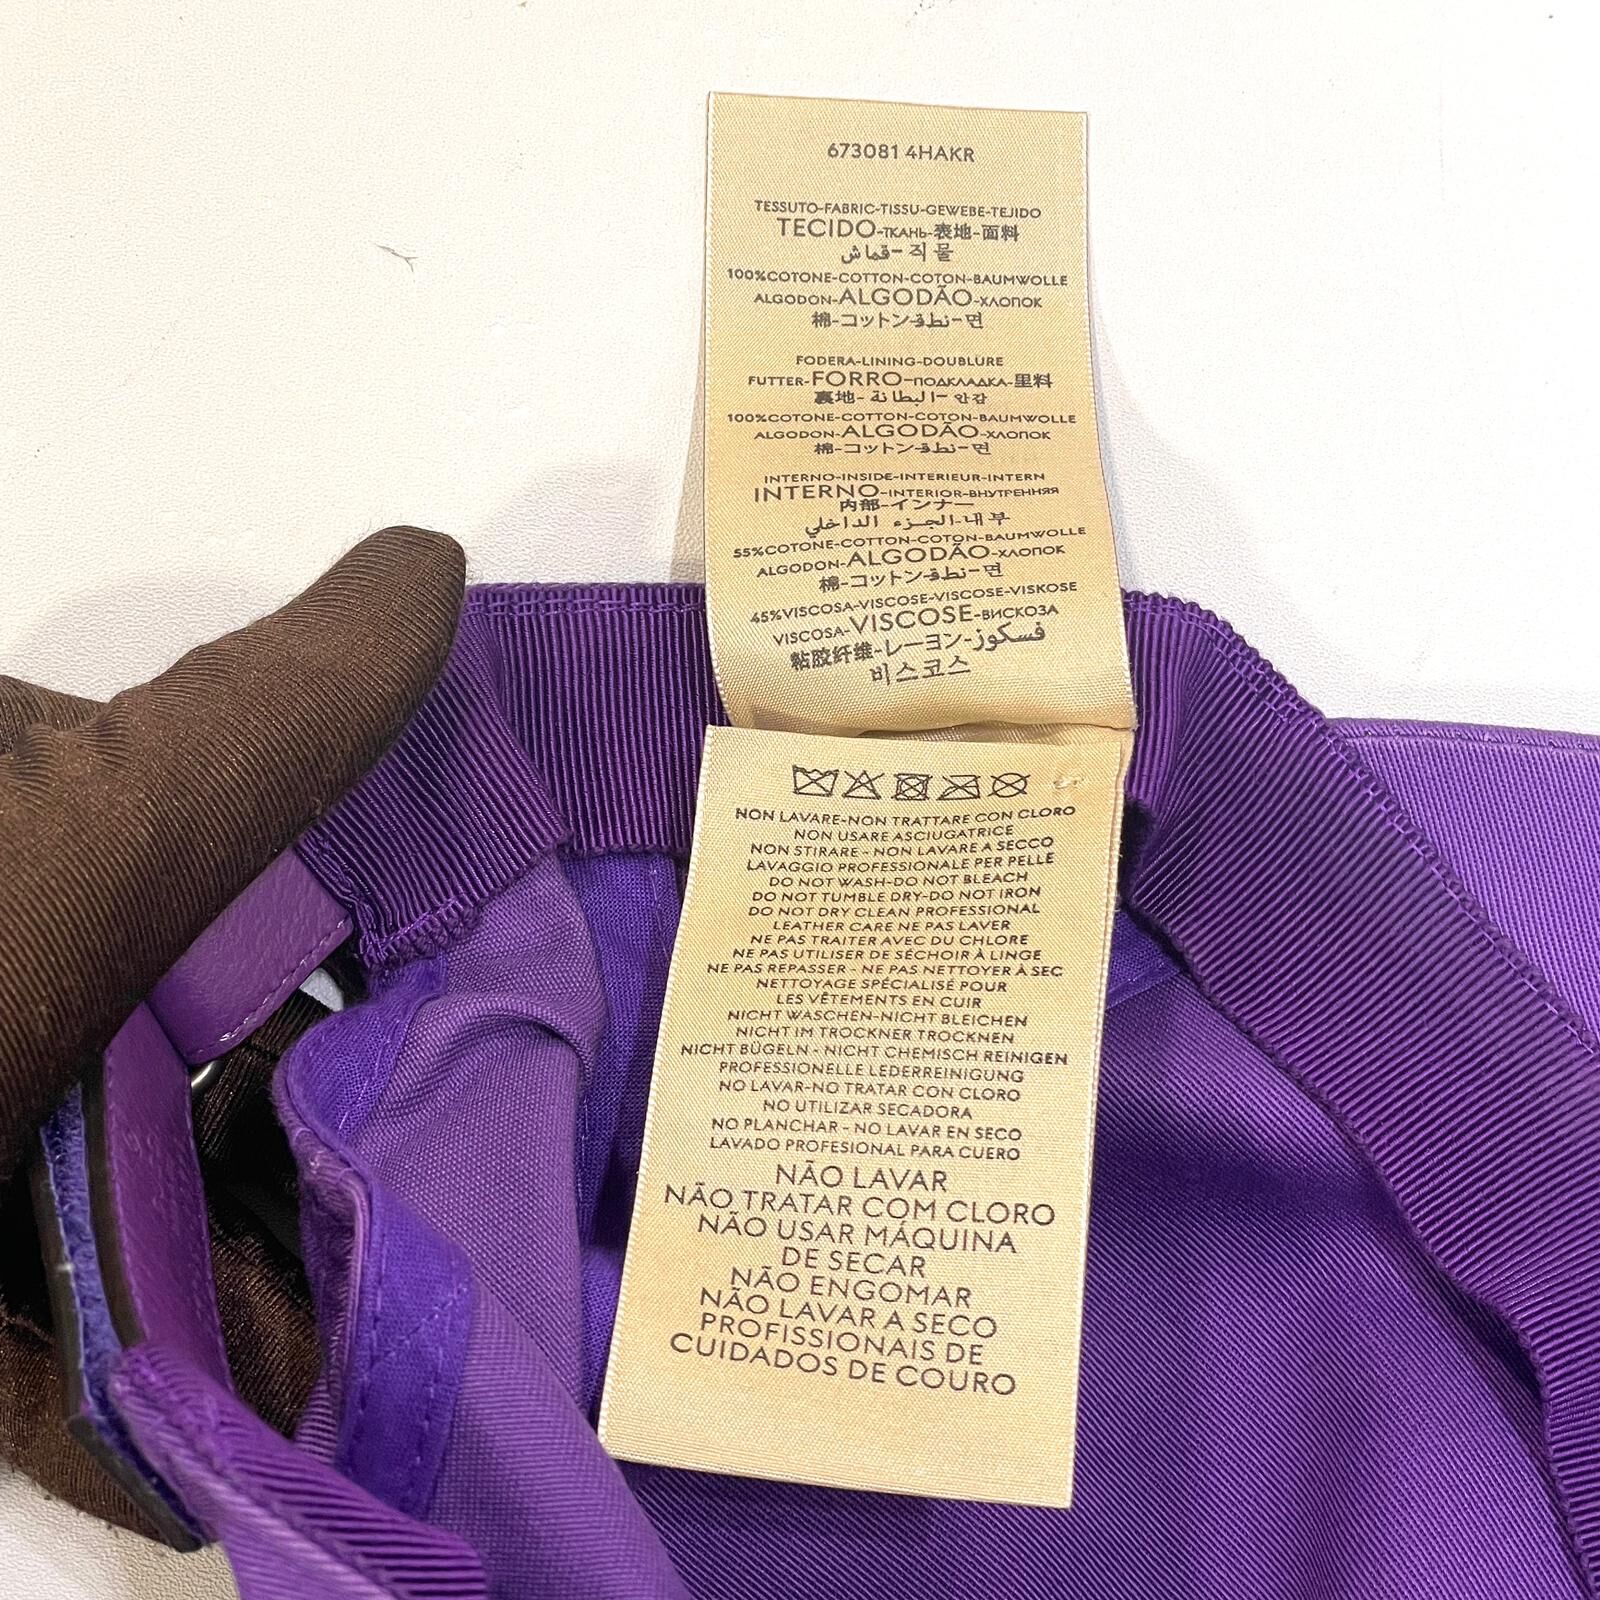 673081 4HAKR
TESSUTO-FABRIC-TISSU-GEWEBE-TEJIDO
TECIDO-ТКАНЬ-表地-面料
قماش-직물
100%COTONE-COTTON-COTON-BAUMWOLLE
ALGODON-ALGODÃO-ХЛОПОК
棉-コットン-نطق-면
FODERA-LINING-DOUBLURE
FUTTER-FORRO-ПОДКЛАДКА-里料
裏地-البطانة-안감
100%COTONE-COTTON-COTON-BAUMWOLLE
ALGODON-ALGODÃO-ХЛОПОК
棉-コットン-نطق-면
INTERNO-INSIDE-INTERIEUR-INTERN
INTERNO-INTERIOR-ВНУТРЕННЯЯ
内部-インナー
الجزء الداخلي-내부
55%COTONE-COTTON-COTON-BAUMWOLLE
ALGODON-ALGODÃO-ХЛОПОК
棉-コットン-نطق-면
45%VISCOSA-VISCOSE-VISCOSE-VISKOSE
VISCOSA-VISCOSE-ВИСКОЗА
粘胶纤维-レーヨン-فسكوز
비스코스
NON LAVARE-NON TRATTARE CON CLORO
NON USARE ASCIUGATRICE
NON STIRARE - NON LAVARE A SECCO
LAVAGGIO PROFESSIONALE PER PELLE
DO NOT WASH-DO NOT BLEACH
DO NOT TUMBLE DRY-DO NOT IRON
DO NOT DRY CLEAN PROFESSIONAL
LEATHER CARE NE PAS LAVER
NE PAS TRAITER AVEC DU CHLORE
NE PAS UTILISER DE SÉCHOIR À LINGE
NE PAS REPASSER - NE PAS NETTOYER À SEC
NETTOYAGE SPÉCIALISÉ POUR
LES VÊTEMENTS EN CUIR
NICHT WASCHEN-NICHT BLEICHEN
NICHT IM TROCKNER TROCKNEN
NICHT BÜGELN - NICHT CHEMISCH REINIGEN
PROFESSIONELLE LEDERREINIGUNG
NO LAVAR-NO TRATAR CON CLORO
NO UTILIZAR SECADORA
NO PLANCHAR - NO LAVAR EN SECO
LAVADO PROFESIONAL PARA CUERO
NÃO LAVAR
NÃO TRATAR COM CLORO
NÃO USAR MÁQUINA
DE SECAR
NÃO ENGOMAR
NÃO LAVAR A SECO
PROFISSIONAIS DE
CUIDADOS DE COURO